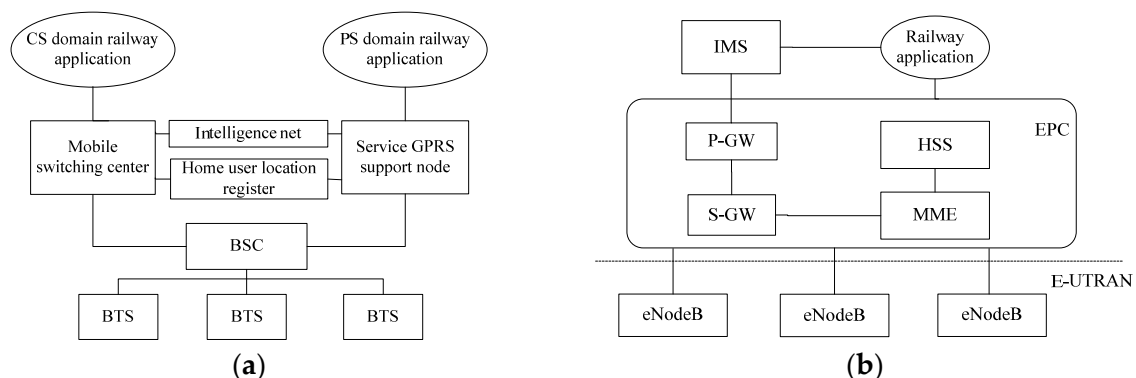 CS domain railway
application
PS domain railway
application
Intelligence net
Mobile
switching center
Service GPRS
support node
Home user location
register
BSC
BTS
BTS
BTS
(a)
IMS
Railway
application
EPC
P-GW
HSS
S-GW
MME
E-UTRAN
eNodeB
eNodeB
eNodeB
(b)